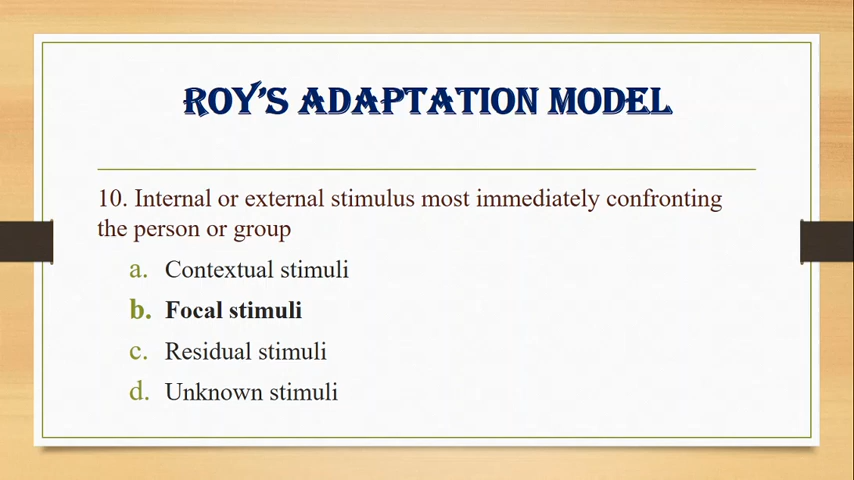 ROY'S ADAPTATION MODEL
10. Internal or external stimulus most immediately confronting
the person or group
a. Contextual stimuli
b. Focal stimuli
c. Residual stimuli
d. Unknown stimuli